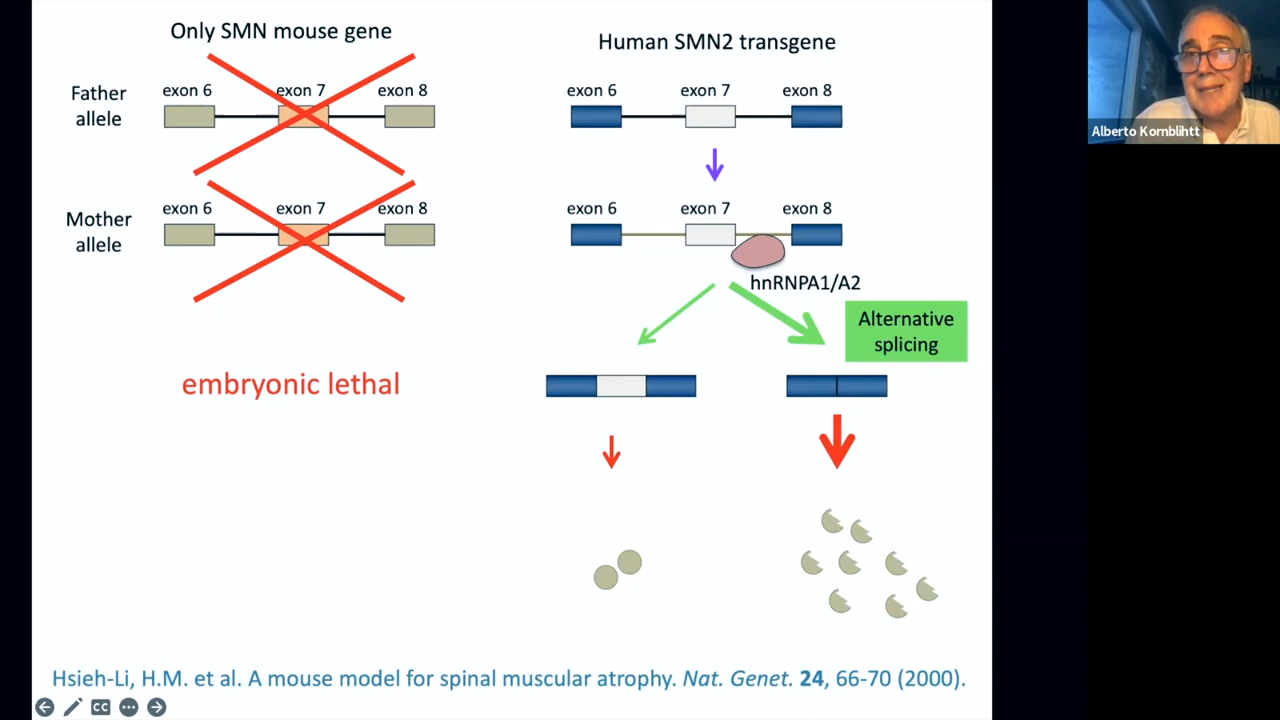 Only SMN mouse gene
Father
allele
exon 6
exon 7
exon 8
Mother
allele
exon 6
exon 7
exon 8
embryonic lethal
Human SMN2 transgene
exon 6
exon 7
exon 8
exon 6
exon 7
exon 8
hnRNPA1/A2
Alternative
splicing
Hsieh-Li, H.M. et al. A mouse model for spinal muscular atrophy. Nat. Genet. 24, 66-70 (2000).
CC
Alberto Kornblihtt